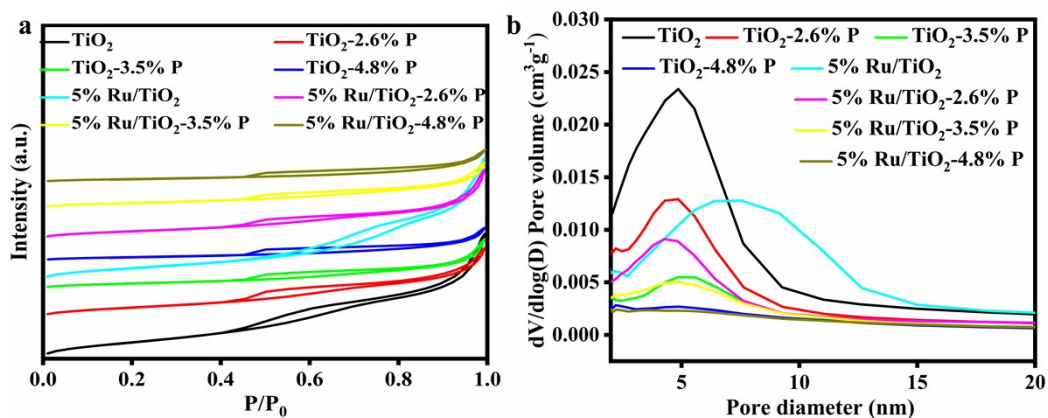 a
TiO₂ TiO₂-2.6% P
TiO₂-3.5% P TiO₂-4.8% P
5% Ru/TiO₂ 5% Ru/TiO₂-2.6% P
5% Ru/TiO₂-3.5% P 5% Ru/TiO₂-4.8% P
Intensity (a.u.)
0.0 0.2 0.4 0.6 0.8 1.0
P/P₀
b
TiO₂ TiO₂-2.6% P TiO₂-3.5% P
TiO₂-4.8% P 5% Ru/TiO₂
5% Ru/TiO₂-2.6% P
5% Ru/TiO₂-3.5% P
5% Ru/TiO₂-4.8% P
dV/dlog(D) Pore volume (cm³g⁻¹)
0.030
0.025
0.020
0.015
0.010
0.005
0.000
5 10 15 20
Pore diameter (nm)